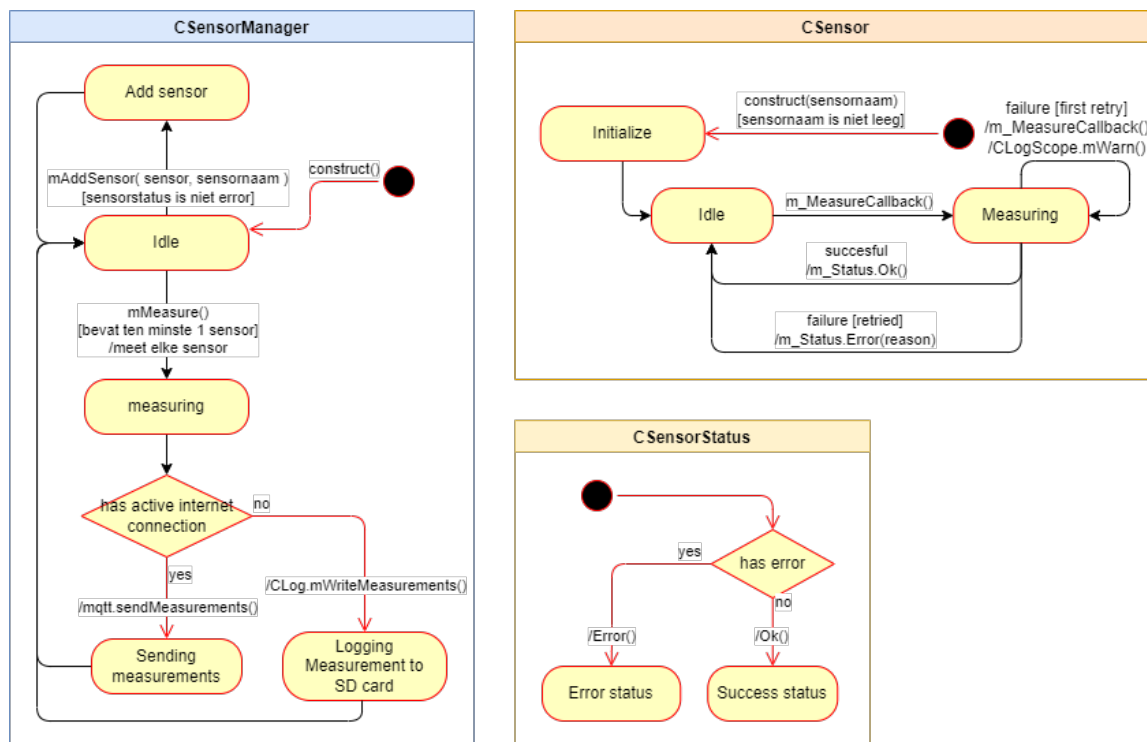 CSensorManager
Add sensor
mAddSensor( sensor, sensornaam )
[sensorstatus is niet error]
construct()
Idle
mMeasure()
[bevat ten minste 1 sensor]
/meet elke sensor
measuring
has active internet
connection
no
yes
/CLog.mWriteMeasurements()
/mqtt.sendMeasurements()
Sending
measurements
Logging
Measurement to
SD card
CSensor
construct(sensornaam)
[sensornaam is niet leeg]
failure [first retry]
/m_MeasureCallback()
/CLogScope.mWarn()
Initialize
Idle
m_MeasureCallback()
Measuring
succesful
/m_Status.Ok()
failure [retried]
/m_Status.Error(reason)
CSensorStatus
yes
has error
no
/Error()
/Ok()
Error status
Success status